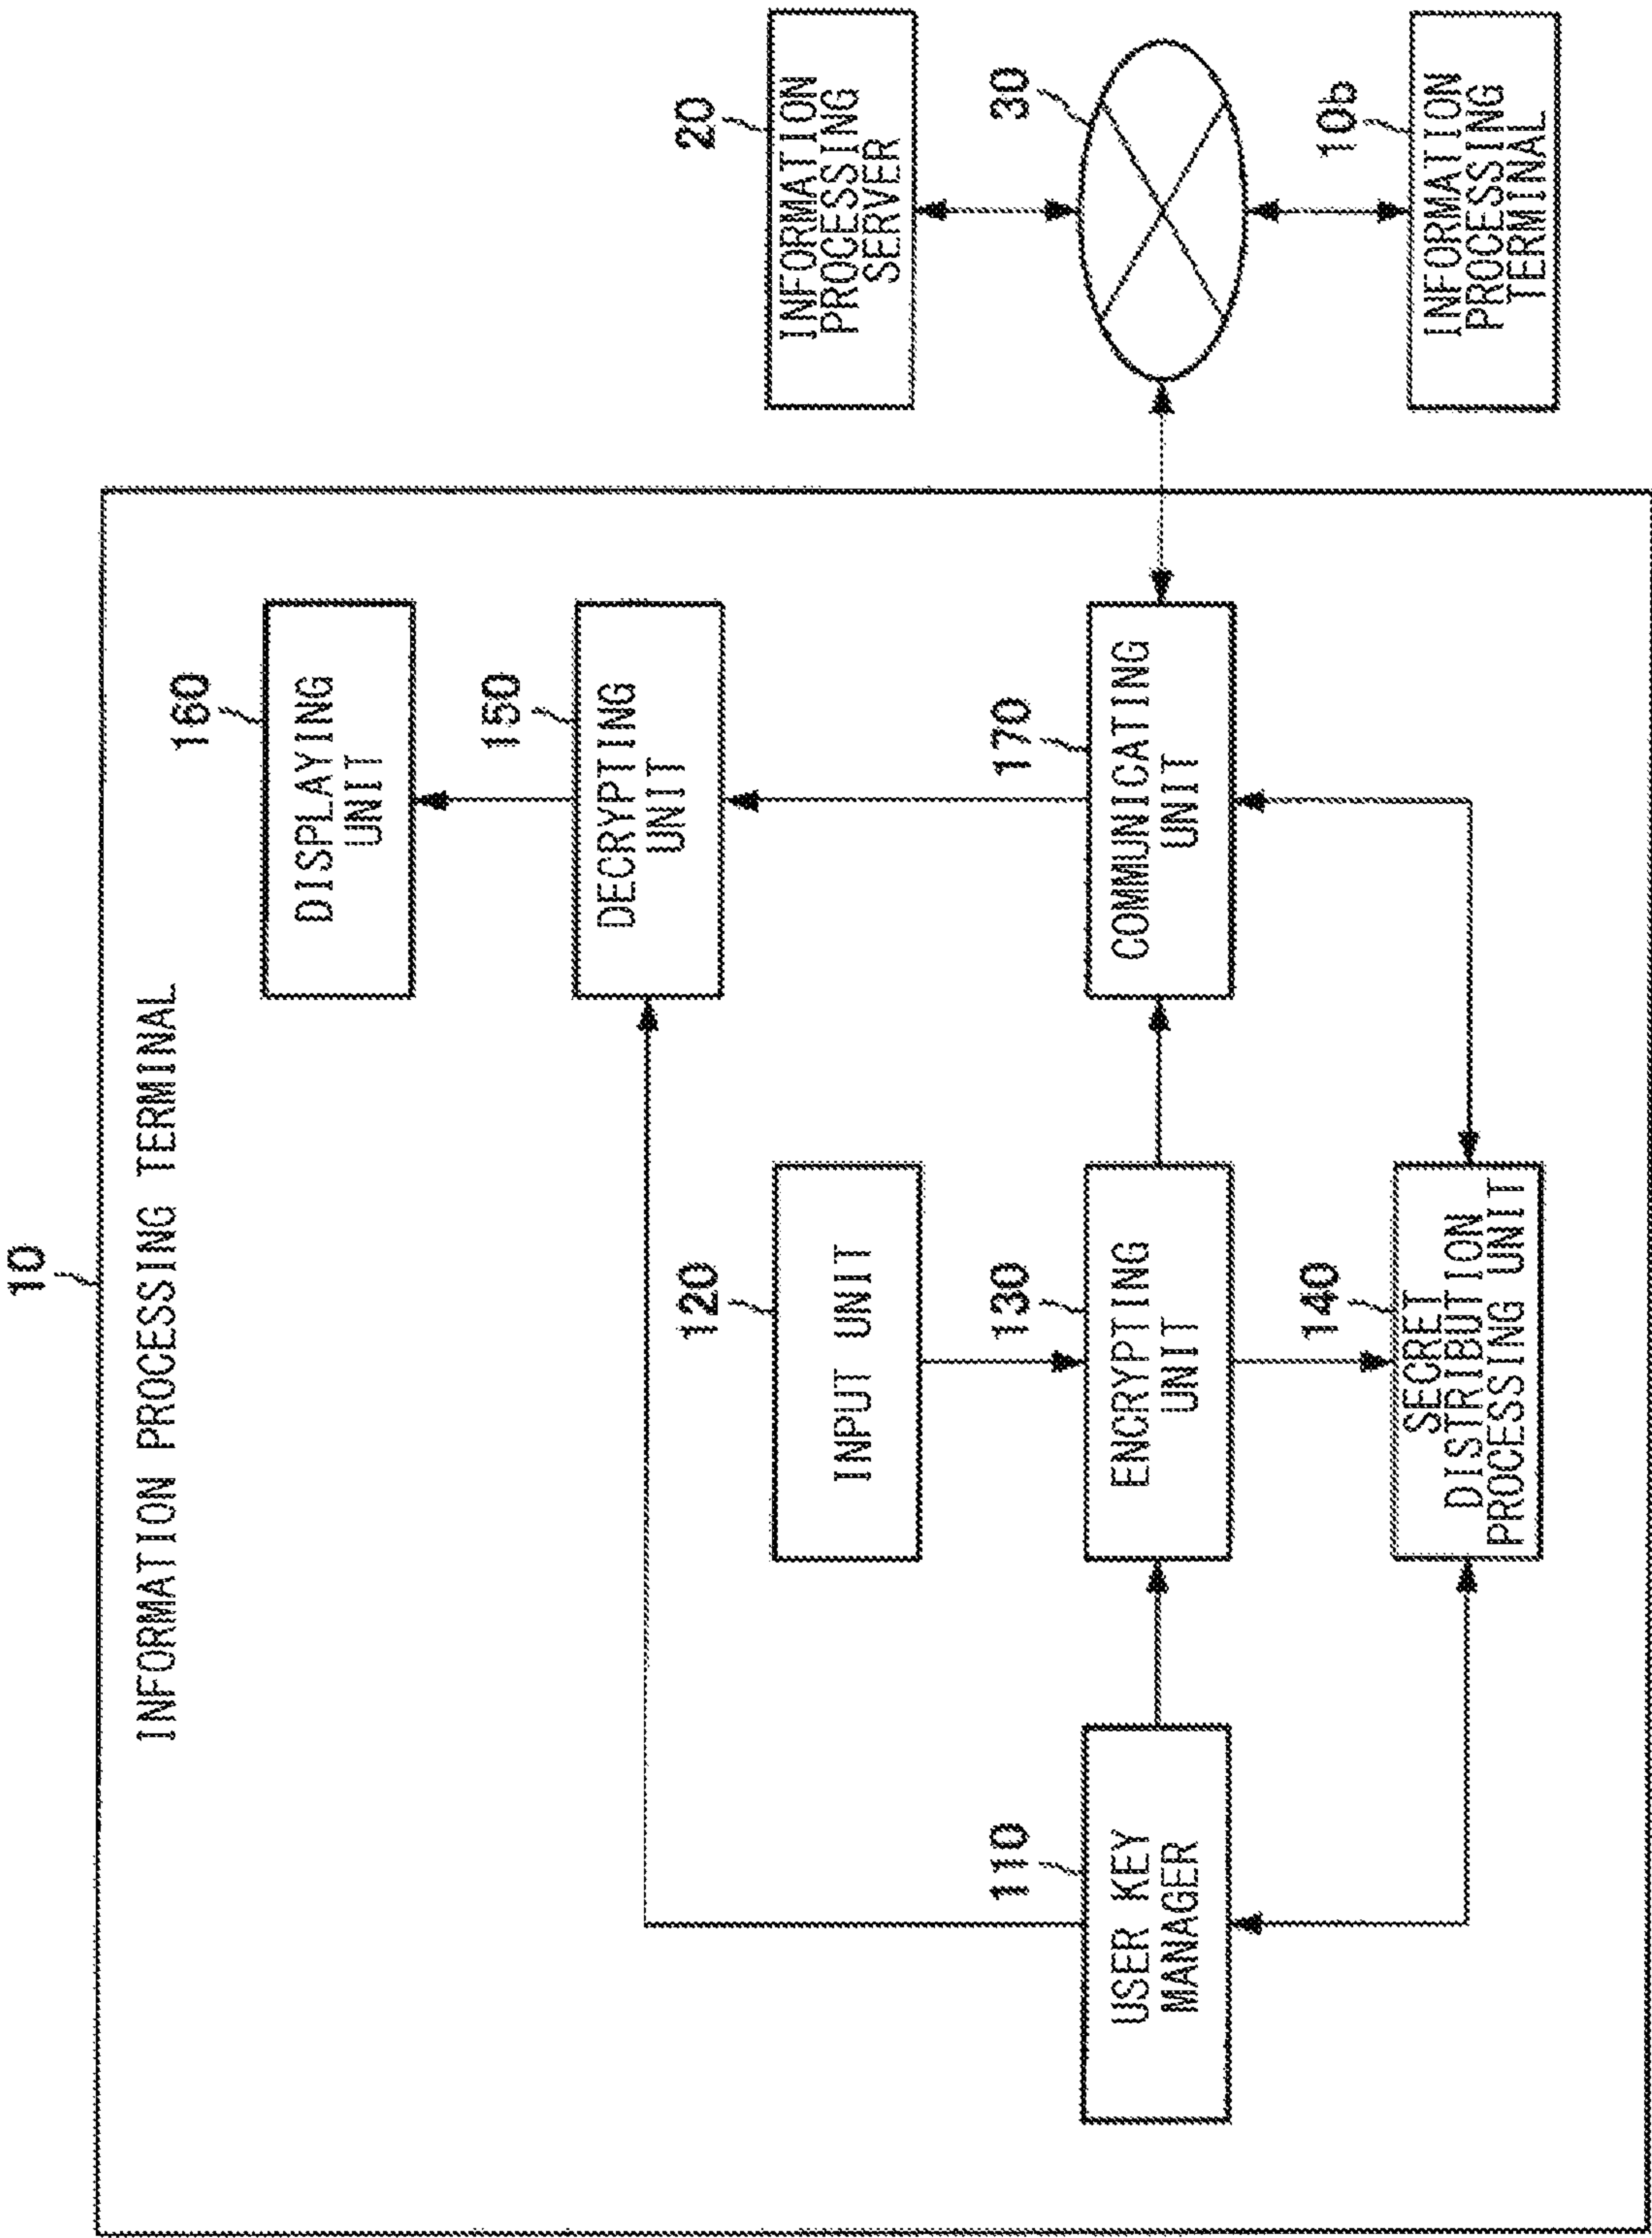 10
INFORMATION PROCESSING TERMINAL
160
DISPLAYING
UNIT
150
DECRYPTING
UNIT
120
INPUT UNIT
110
USER KEY
MANAGER
130
ENCRYPTING
UNIT
170
COMMUNICATING
UNIT
140
SECRET
DISTRIBUTION
PROCESSING UNIT
20
INFORMATION
PROCESSING
SERVER
30
10b
INFORMATION
PROCESSING
TERMINAL